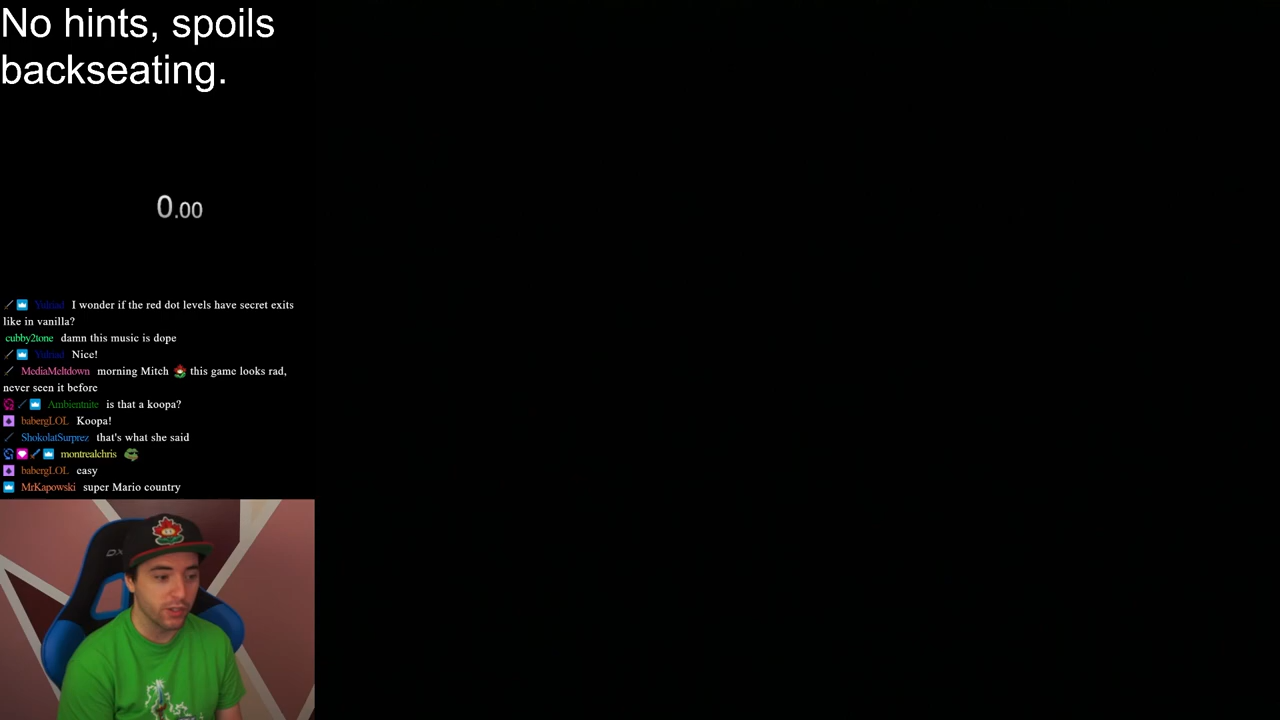 No hints, spoils
backseating.
0.00
Yulriad I wonder if the red dot levels have secret exits
like in vanilla?
cubby2tone damn this music is dope
Nice!
MediaMeltdown morning Mitch this game looks rad,
never seen it before
Ambientnite is that a koopa?
babergLOL Koopa!
ShokolatSurprez that's what she said
montrealchris
babergLOL easy
MrKapowski super Mario country
DX